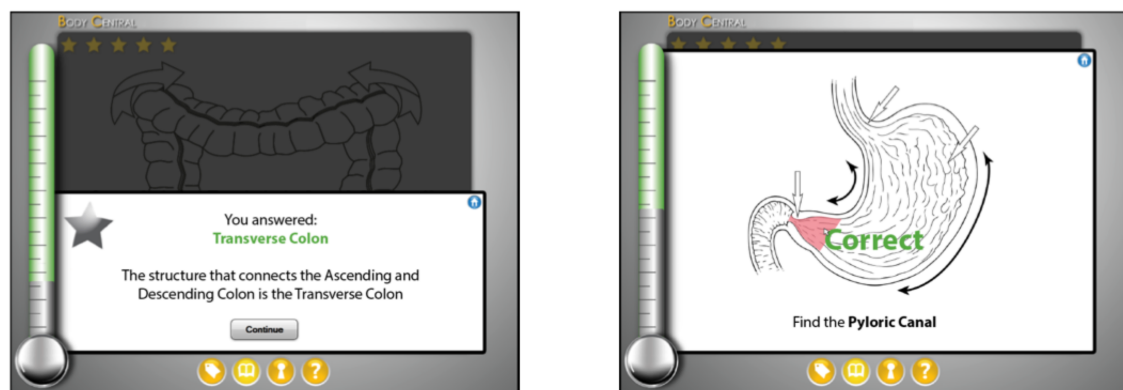 BODY CENTRAL
You answered:
Transverse Colon
The structure that connects the Ascending and
Descending Colon is the Transverse Colon
Continue
?
BODY CENTRAL
Correct
Find the Pyloric Canal
?